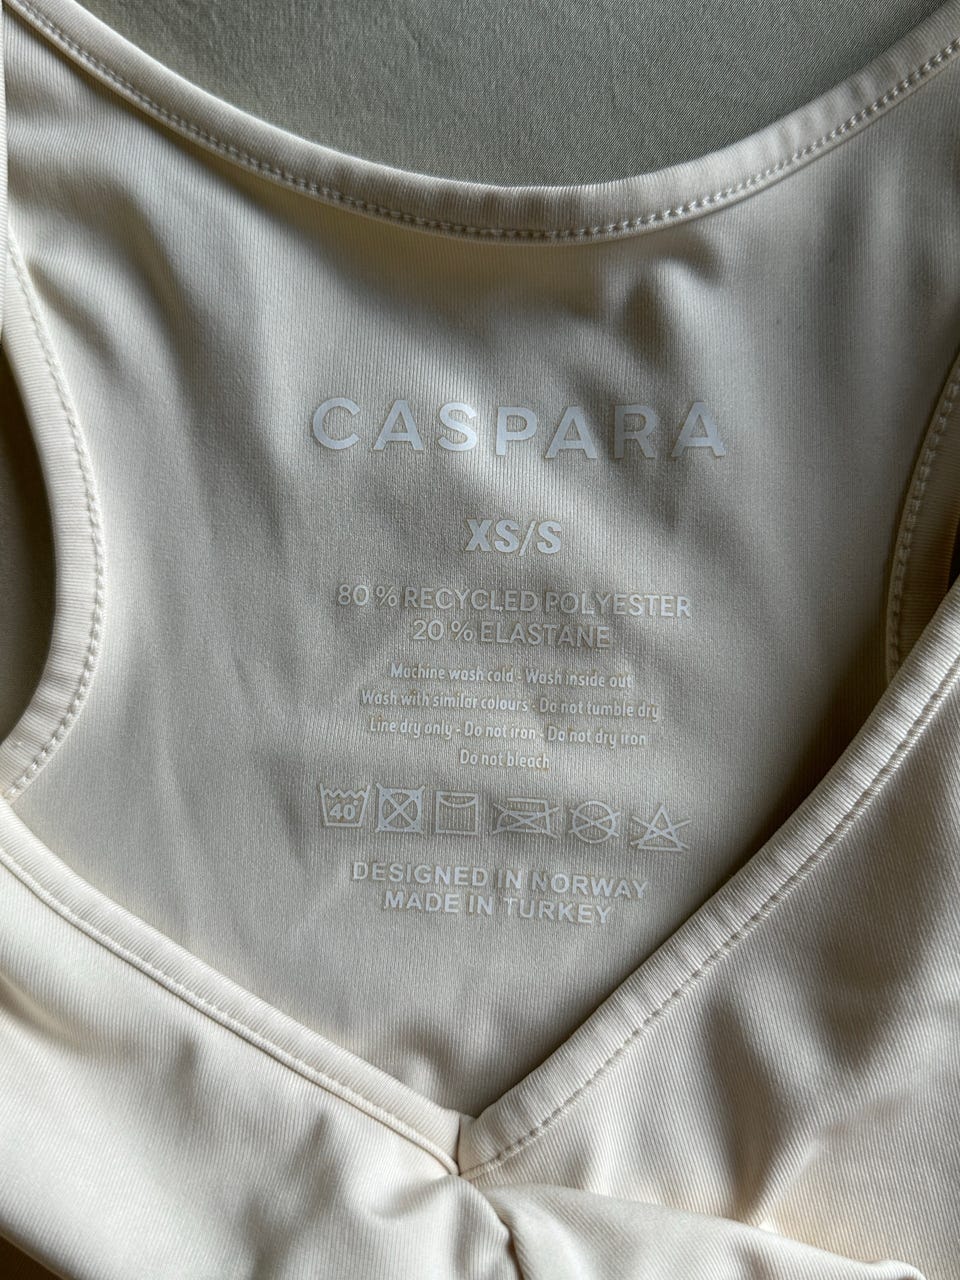 CASPARA
XS/S
80 % RECYCLED POLYESTER
20 % ELASTANE
Machine wash cold - Wash inside out
Wash with similar colours - Do not tumble dry
Line dry only - Do not iron - Do not dry iron
Do not bleach
40
DESIGNED IN NORWAY
MADE IN TURKEY